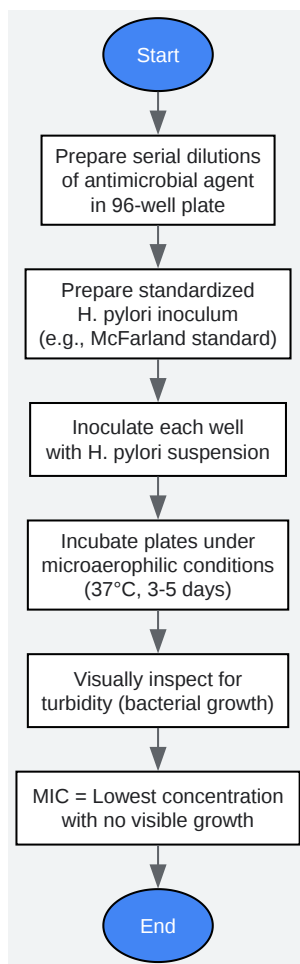 Start
Prepare serial dilutions
of antimicrobial agent
in 96-well plate
Prepare standardized
H. pylori inoculum
(e.g., McFarland standard)
Inoculate each well
with H. pylori suspension
Incubate plates under
microaerophilic conditions
(37°C, 3-5 days)
Visually inspect for
turbidity (bacterial growth)
MIC = Lowest concentration
with no visible growth
End